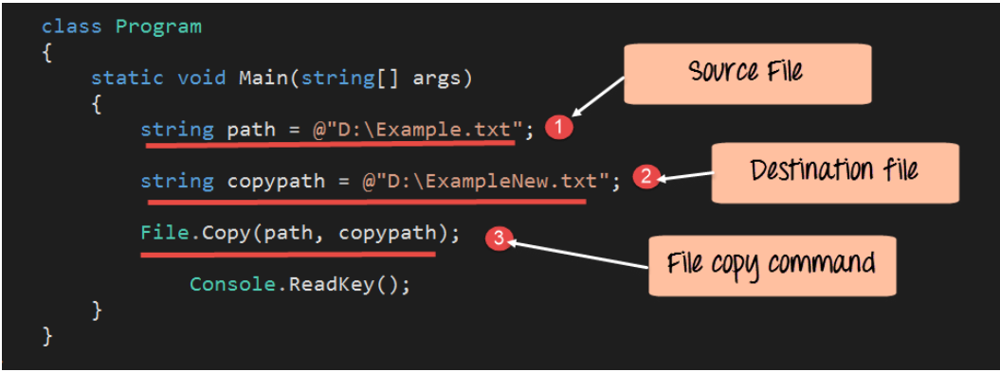 class Program
{
static void Main(string[] args)
{
string path = @"D:\Example.txt"; 1
Source File
string copypath = @"D:\ExampleNew.txt"; 2
Destination file
File.Copy(path, copypath); 3
File copy command
Console.ReadKey();
}
}